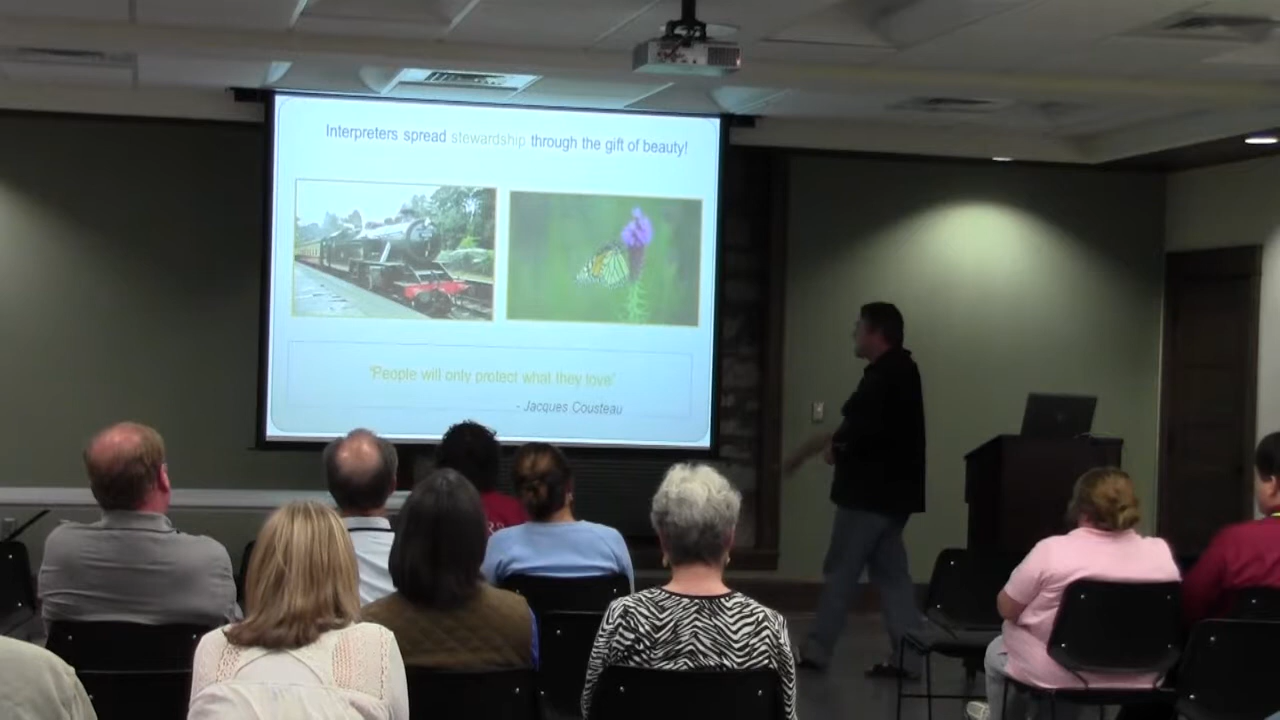 Interpreters spread stewardship through the gift of beauty!
"People will only protect what they love"
- Jacques Cousteau